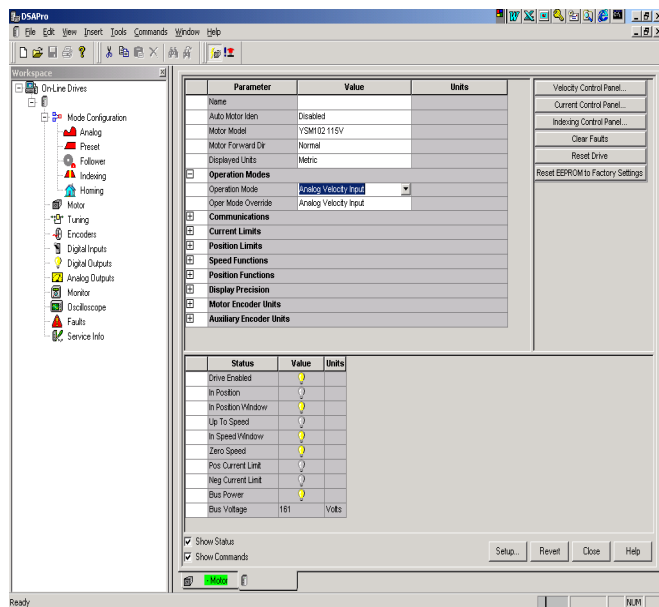 DSAPro
File Edit View Insert Tools Commands Window Help
Workspace
On-Line Drives
Mode Configuration
Analog
Preset
Follower
Indexing
Homing
Motor
Tuning
Encoders
Digital Inputs
Digital Outputs
Analog Outputs
Monitor
Oscilloscope
Faults
Service Info
Parameter Value Units
Name
Auto Motor Iden Disabled
Motor Model YSM102 115V
Motor Forward Dir Normal
Displayed Units Metric
Operation Modes
Operation Mode Analog Velocity Input
Oper Mode Override Analog Velocity Input
Communications
Current Limits
Position Limits
Speed Functions
Position Functions
Display Precision
Motor Encoder Units
Auxiliary Encoder Units
Velocity Control Panel...
Current Control Panel...
Indexing Control Panel...
Clear Faults
Reset Drive
Reset EEPROM to Factory Settings
Status Value Units
Drive Enabled
In Position
In Position Window
Up To Speed
In Speed Window
Zero Speed
Pos Current Limit
Neg Current Limit
Bus Power
Bus Voltage 161 Volts
Show Status
Show Commands
Setup... Revert Close Help
- Motor
Ready NUM